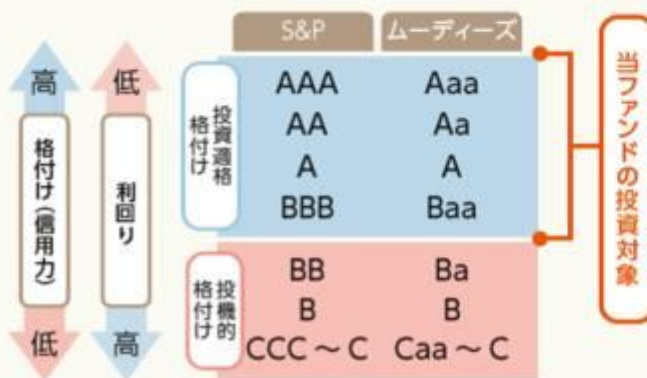 S&P ムーディーズ
高 低
格付け（信用力）
利回り
低 高
投資適格
格付け
AAA Aaa
AA Aa
A A
BBB Baa
投機的
格付け
BB Ba
B B
CCC～C Caa～C
当ファンドの投資対象